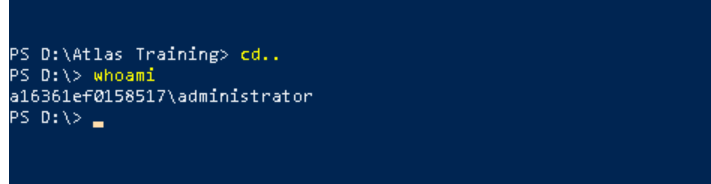 PS D:\Atlas Training> cd..
PS D:\> whoami
a16361ef0158517\administrator
PS D:\>